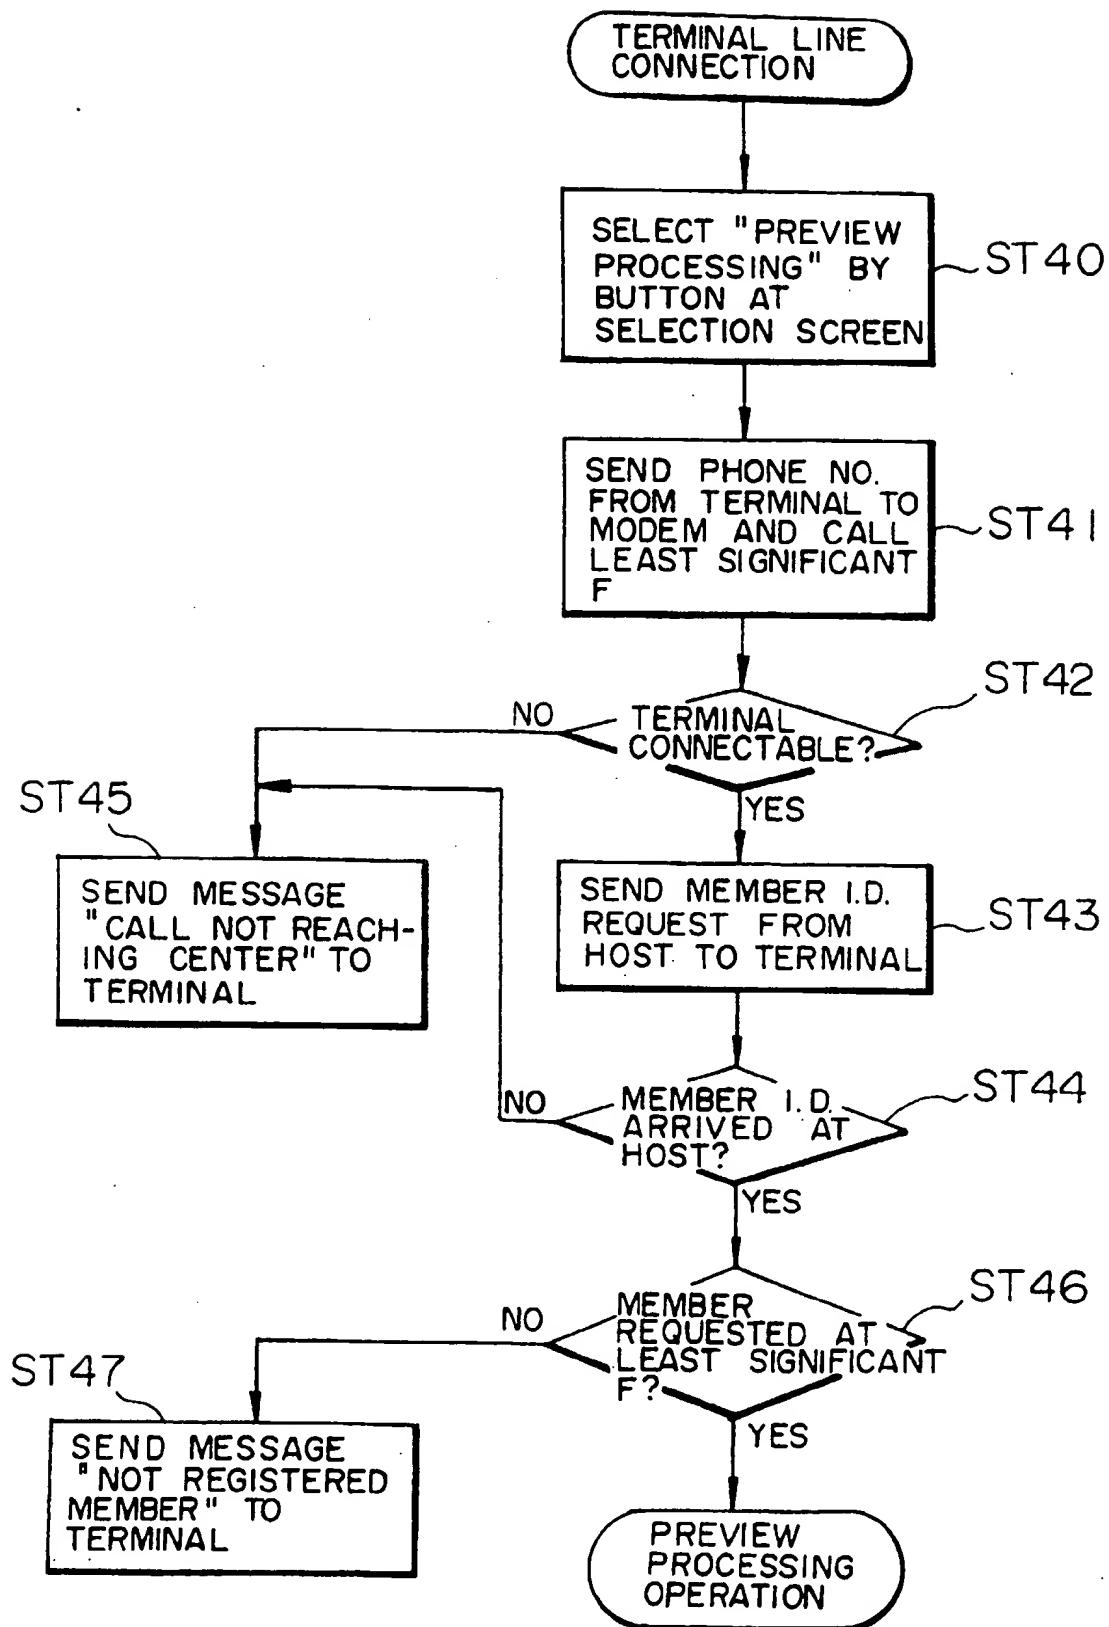 TERMINAL LINE
CONNECTION
SELECT "PREVIEW
PROCESSING" BY
BUTTON AT
SELECTION SCREEN
ST40
SEND PHONE NO.
FROM TERMINAL TO
MODEM AND CALL
LEAST SIGNIFICANT
F
ST41
TERMINAL
CONNECTABLE?
ST42
NO
YES
ST45
SEND MESSAGE
"CALL NOT REACH-
ING CENTER" TO
TERMINAL
SEND MEMBER I.D.
REQUEST FROM
HOST TO TERMINAL
ST43
MEMBER I.D.
ARRIVED AT
HOST?
ST44
NO
YES
MEMBER
REQUESTED AT
LEAST SIGNIFICANT
F?
ST46
NO
YES
ST47
SEND MESSAGE
"NOT REGISTERED
MEMBER" TO
TERMINAL
PREVIEW
PROCESSING
OPERATION